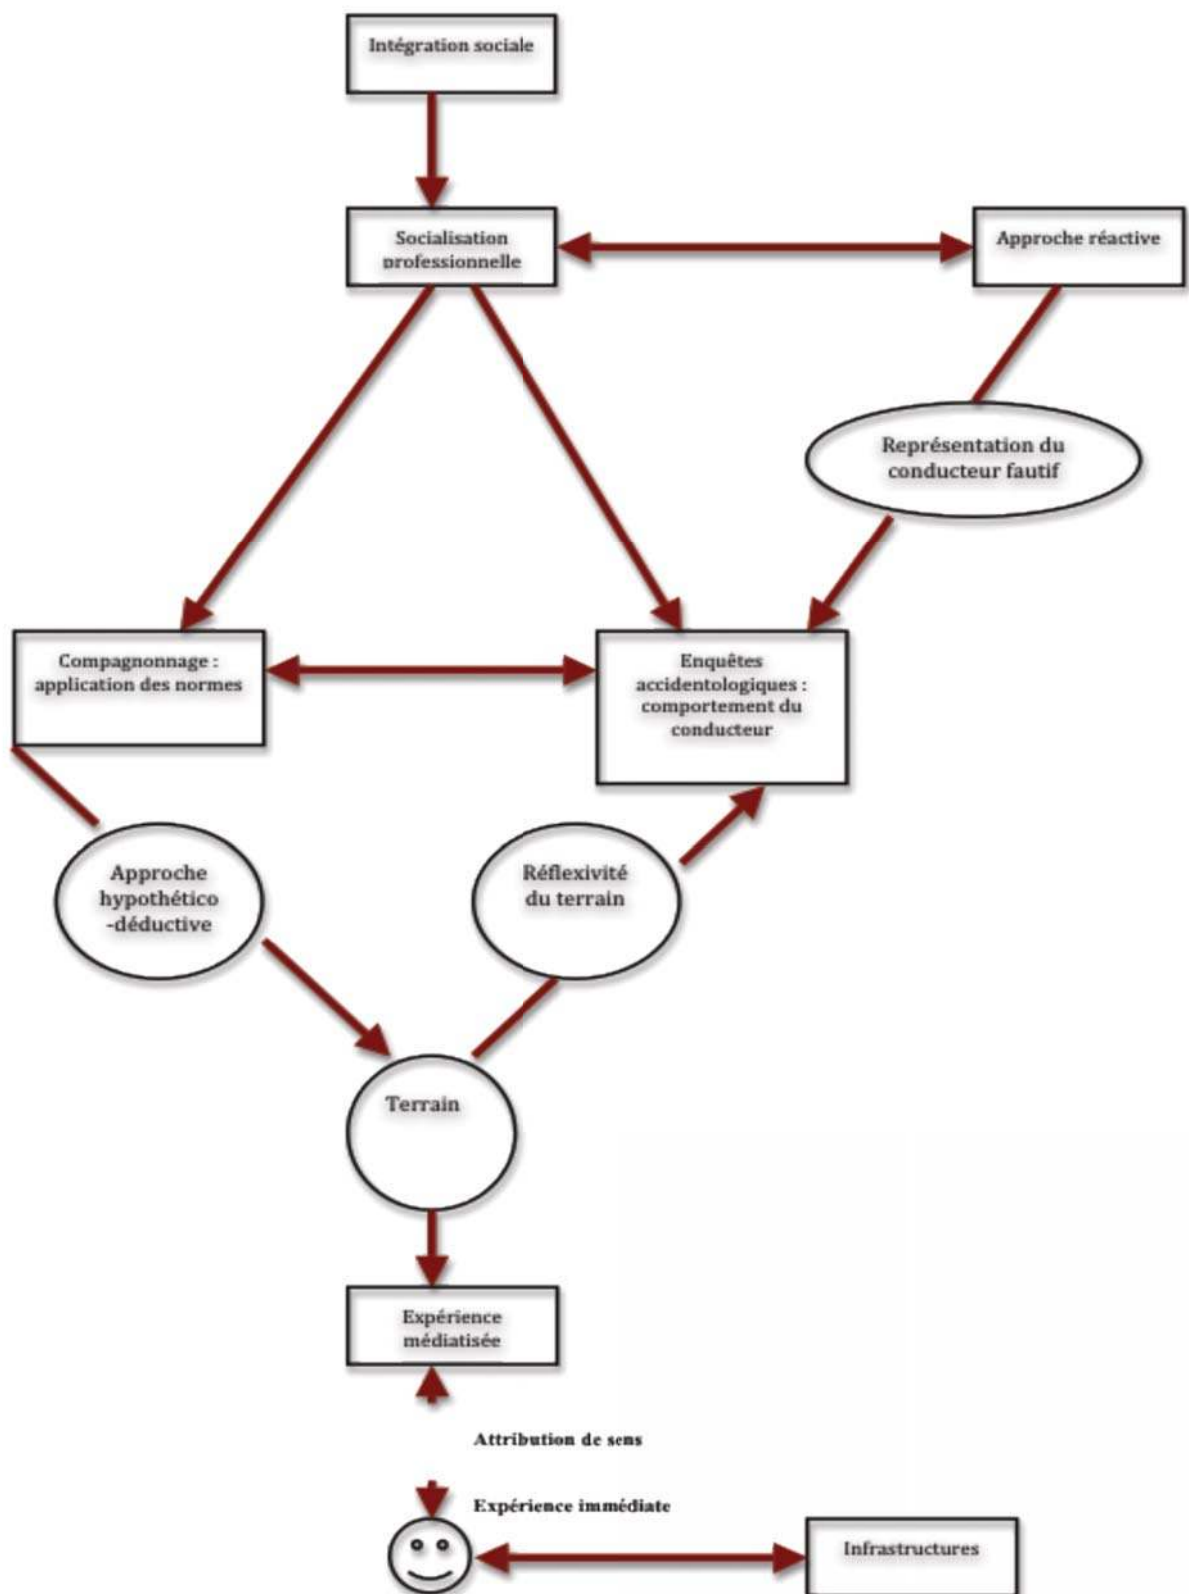 Intégration sociale
Socialisation
professionnelle
Approche réactive
Représentation du
conducteur fautif
Compagnonnage :
application des normes
Enquêtes
accidentologiques :
comportement du
conducteur
Approche
hypothético
-déductive
Réflexivité
du terrain
Terrain
Expérience
médiatisée
Attribution de sens
Expérience immédiate
Infrastructures